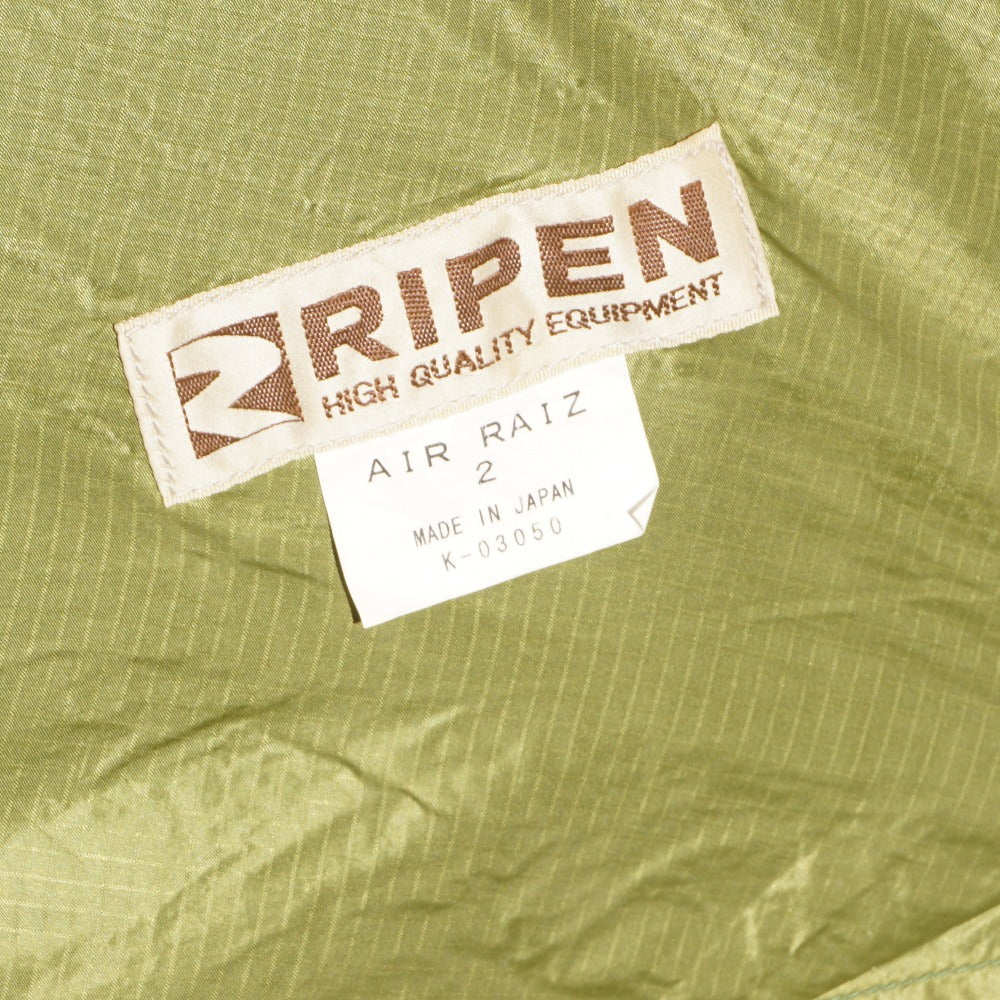 RIPEN
HIGH QUALITY EQUIPMENT
AIR RAIZ
2
MADE IN JAPAN
K-03050